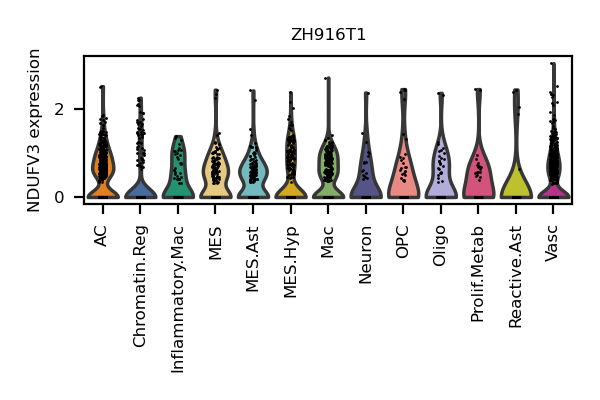 ZH916T1
NDUFV3 expression
2
0
AC
Chromatin.Reg
Inflammatory.Mac
MES
MES.Ast
MES.Hyp
Mac
Neuron
OPC
Oligo
Prolif.Metab
Reactive.Ast
Vasc